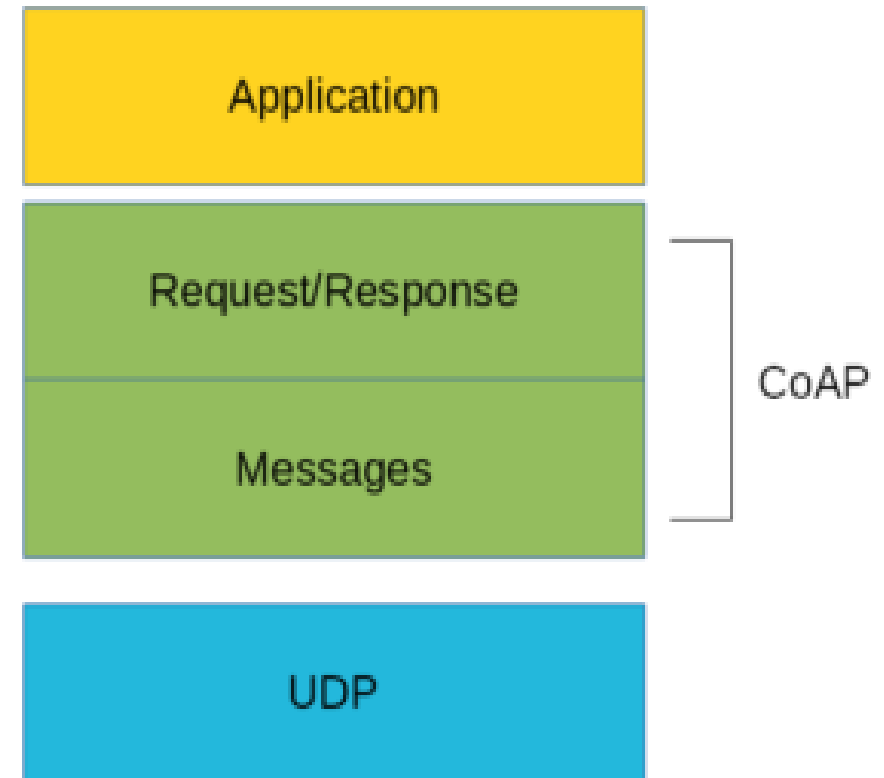 Application
Request/Response
CoAP
Messages
UDP